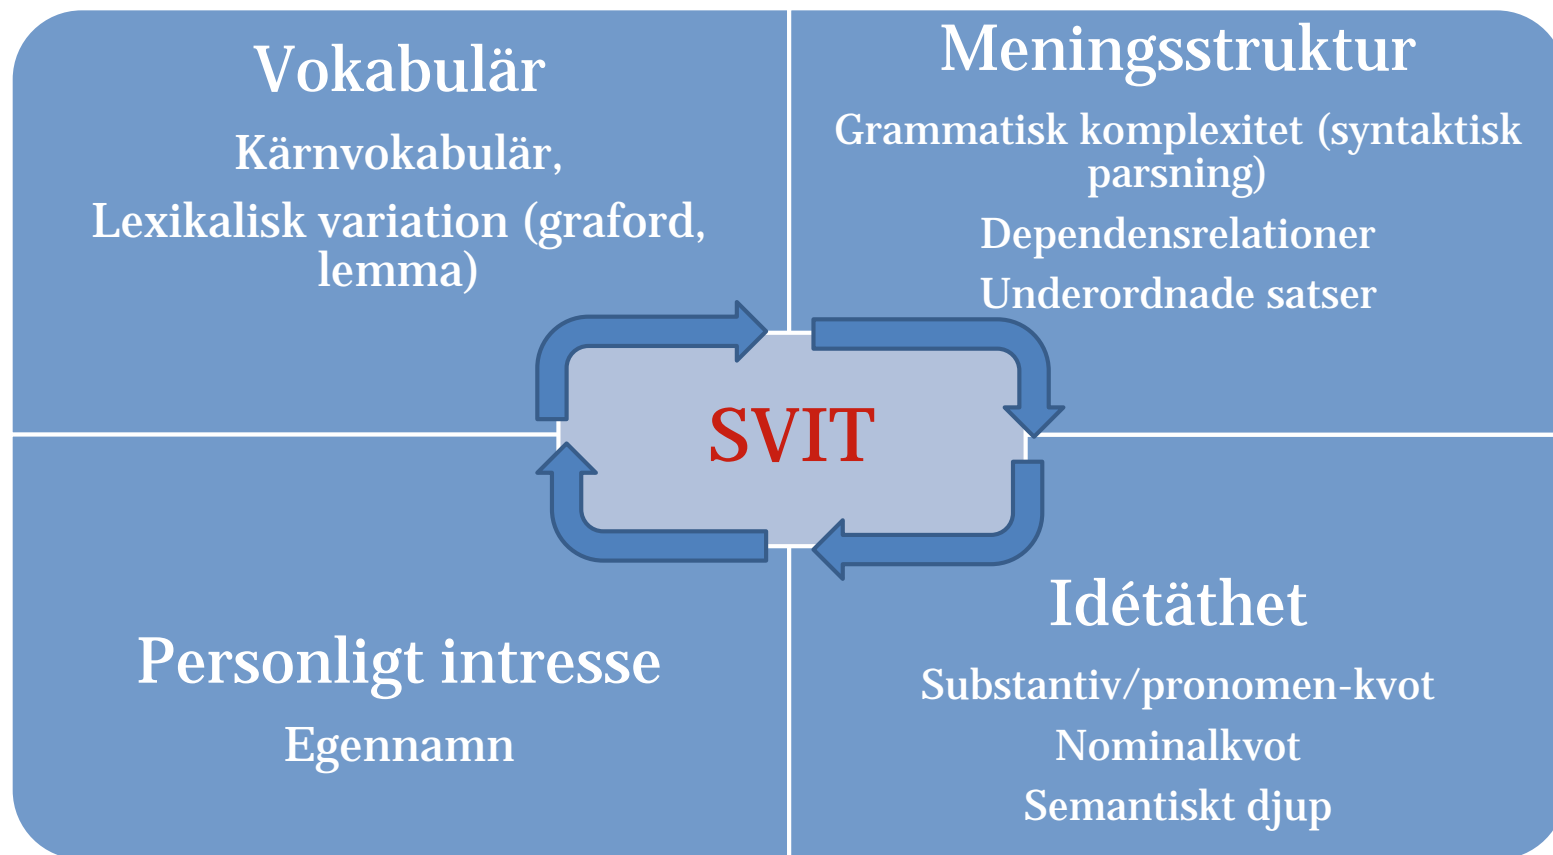 Vokabulär
Kärnvokabulär,
Lexikalisk variation (graford,
lemma)
Meningsstruktur
Grammatisk komplexitet (syntaktisk
parsning)
Dependensrelationer
Underordnade satser
SVIT
Personligt intresse
Egennamn
Idétäthet
Substantiv/pronomen-kvot
Nominalkvot
Semantiskt djup